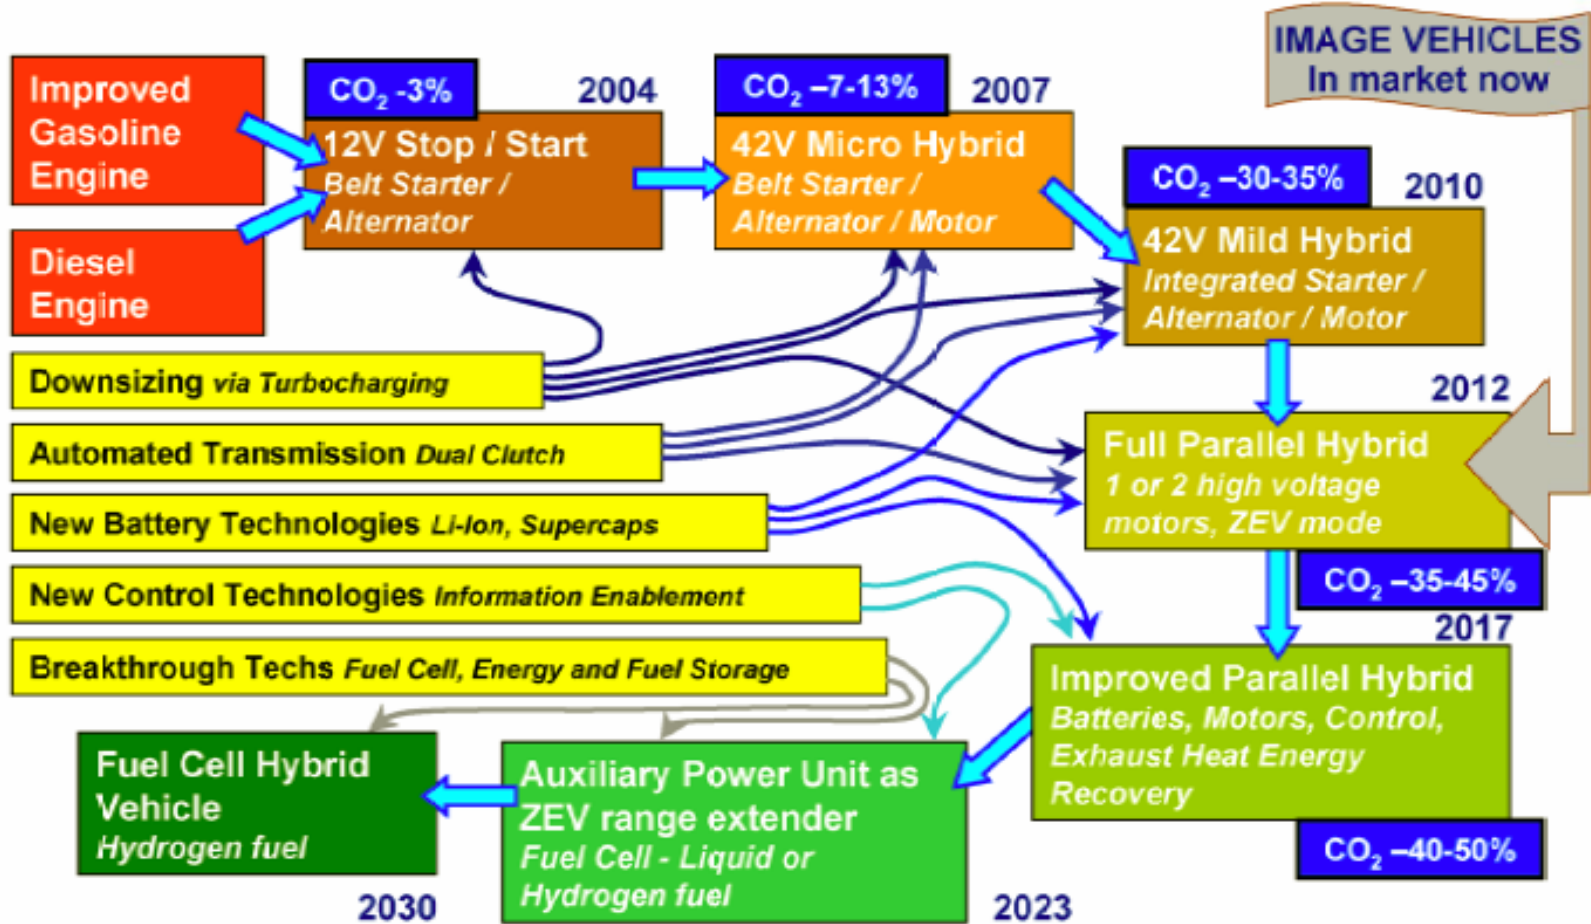 IMAGE VEHICLES
In market now
Improved
Gasoline
Engine
Diesel
Engine
CO₂ -3%
2004
12V Stop / Start
Belt Starter /
Alternator
CO₂ –7-13%
2007
42V Micro Hybrid
Belt Starter /
Alternator / Motor
CO₂ –30-35%
2010
42V Mild Hybrid
Integrated Starter /
Alternator / Motor
Downsizing via Turbocharging
Automated Transmission Dual Clutch
New Battery Technologies Li-Ion, Supercaps
New Control Technologies Information Enablement
Breakthrough Techs Fuel Cell, Energy and Fuel Storage
2012
Full Parallel Hybrid
1 or 2 high voltage
motors, ZEV mode
CO₂ –35-45%
2017
Improved Parallel Hybrid
Batteries, Motors, Control,
Exhaust Heat Energy
Recovery
CO₂ –40-50%
Auxiliary Power Unit as
ZEV range extender
Fuel Cell - Liquid or
Hydrogen fuel
2023
Fuel Cell Hybrid
Vehicle
Hydrogen fuel
2030